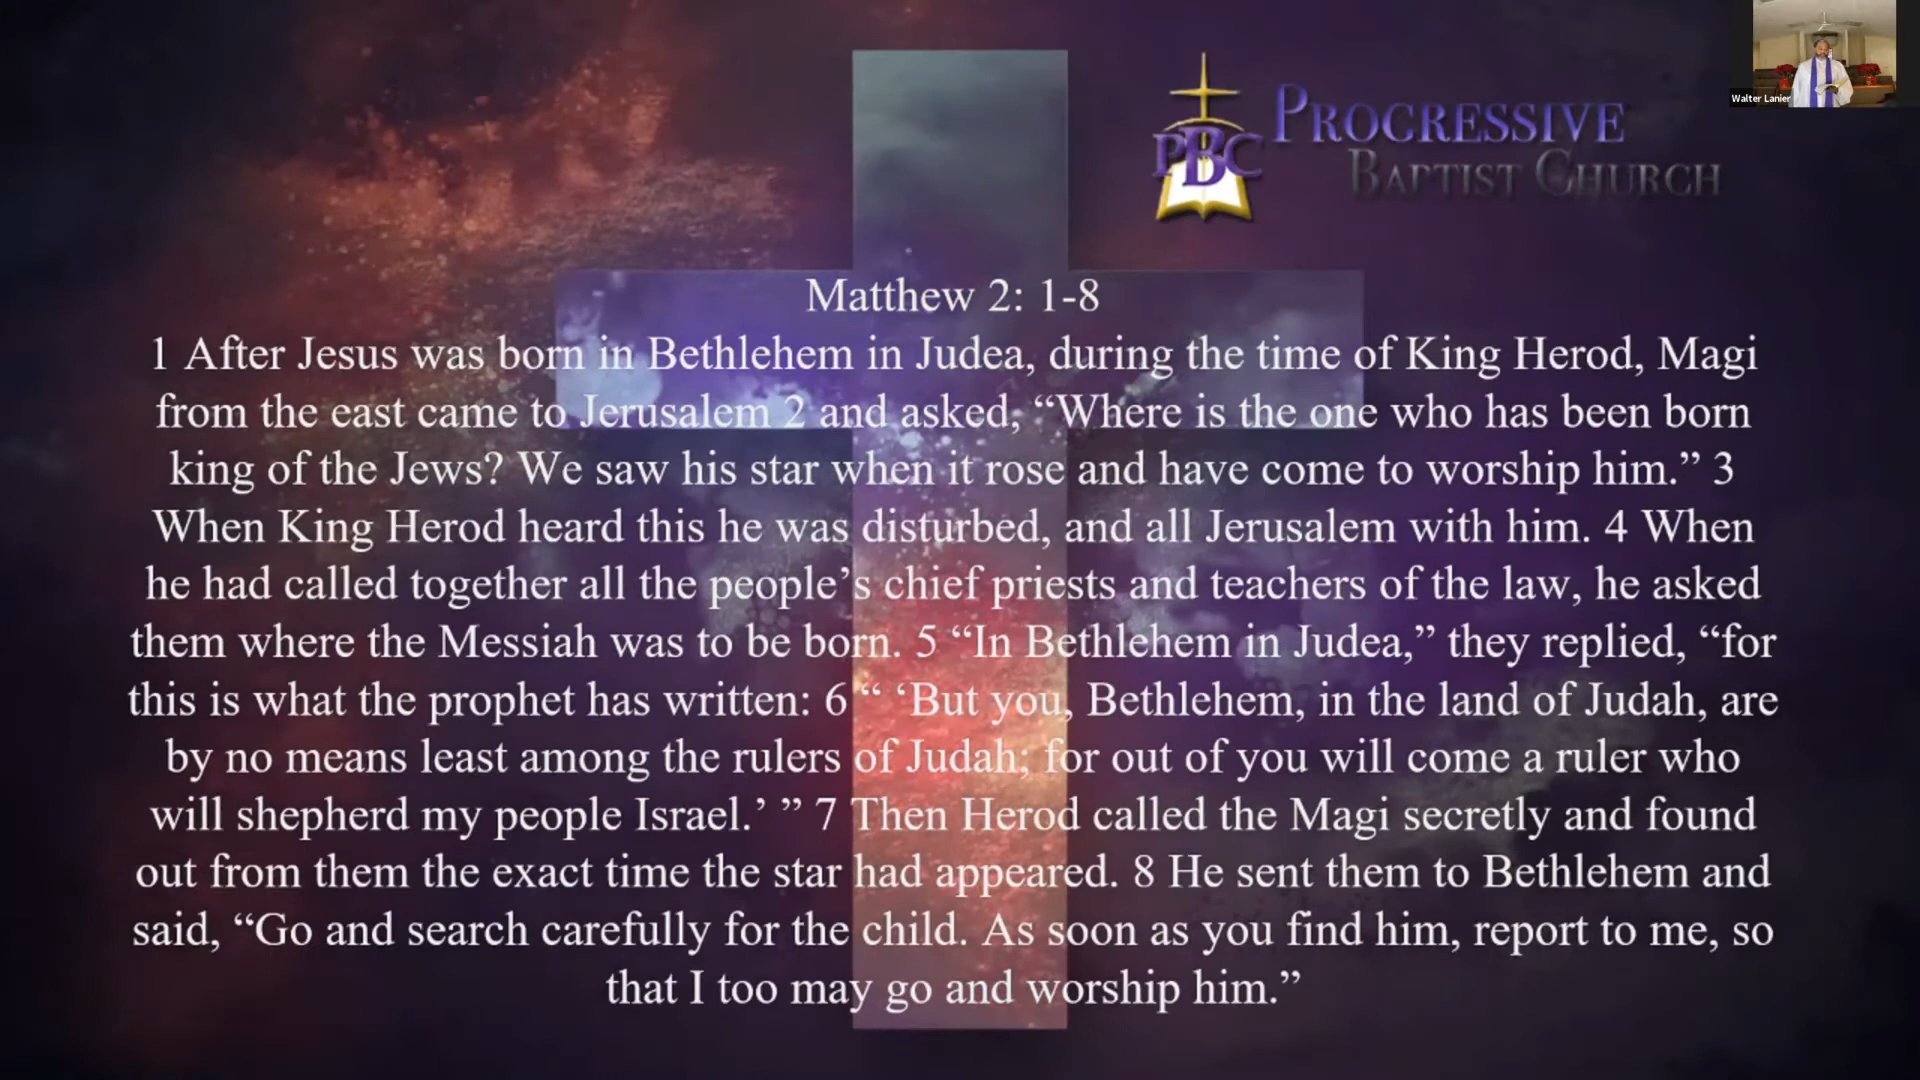 PROGRESSIVE
PBC
BAPTIST CHURCH
Walter Lanier
Matthew 2: 1-8
1 After Jesus was born in Bethlehem in Judea, during the time of King Herod, Magi
from the east came to Jerusalem 2 and asked, “Where is the one who has been born
king of the Jews? We saw his star when it rose and have come to worship him.” 3
When King Herod heard this he was disturbed, and all Jerusalem with him. 4 When
he had called together all the people’s chief priests and teachers of the law, he asked
them where the Messiah was to be born. 5 “In Bethlehem in Judea,” they replied, “for
this is what the prophet has written: 6 “ ‘But you, Bethlehem, in the land of Judah, are
by no means least among the rulers of Judah; for out of you will come a ruler who
will shepherd my people Israel.’ ” 7 Then Herod called the Magi secretly and found
out from them the exact time the star had appeared. 8 He sent them to Bethlehem and
said, “Go and search carefully for the child. As soon as you find him, report to me, so
that I too may go and worship him.”